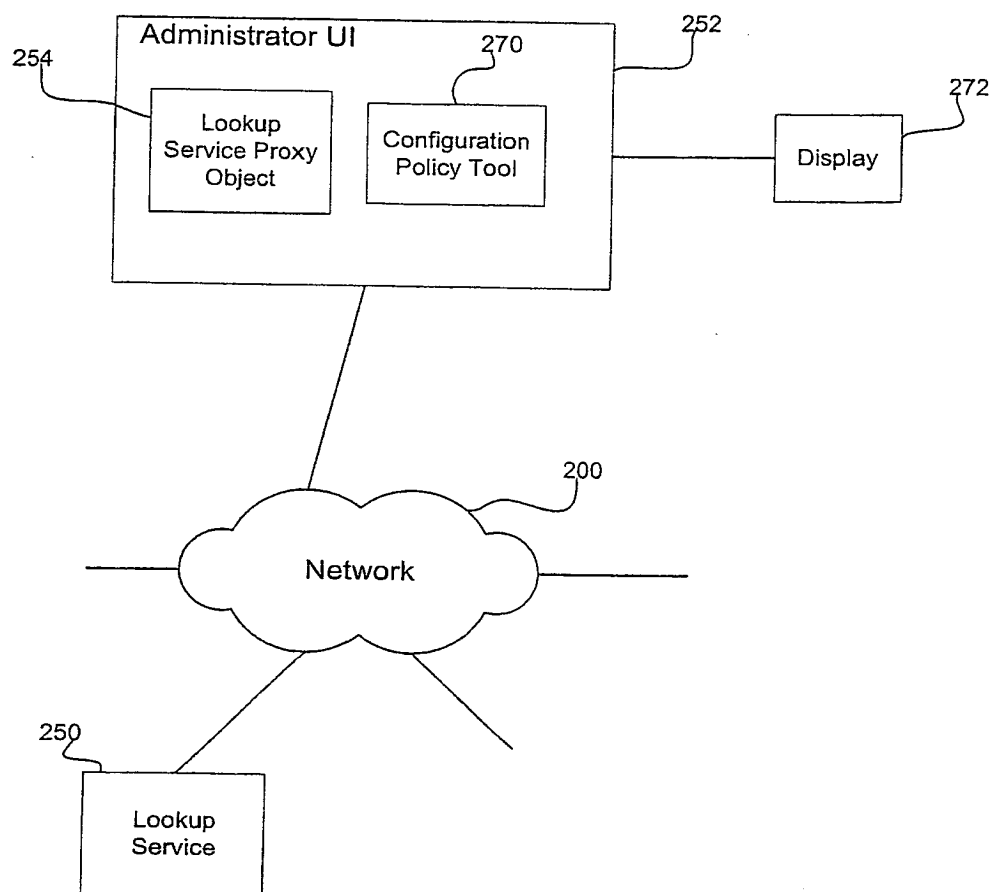 Administrator UI
252
270
254
272
Lookup
Service Proxy
Object
Configuration
Policy Tool
Display
200
Network
250
Lookup
Service